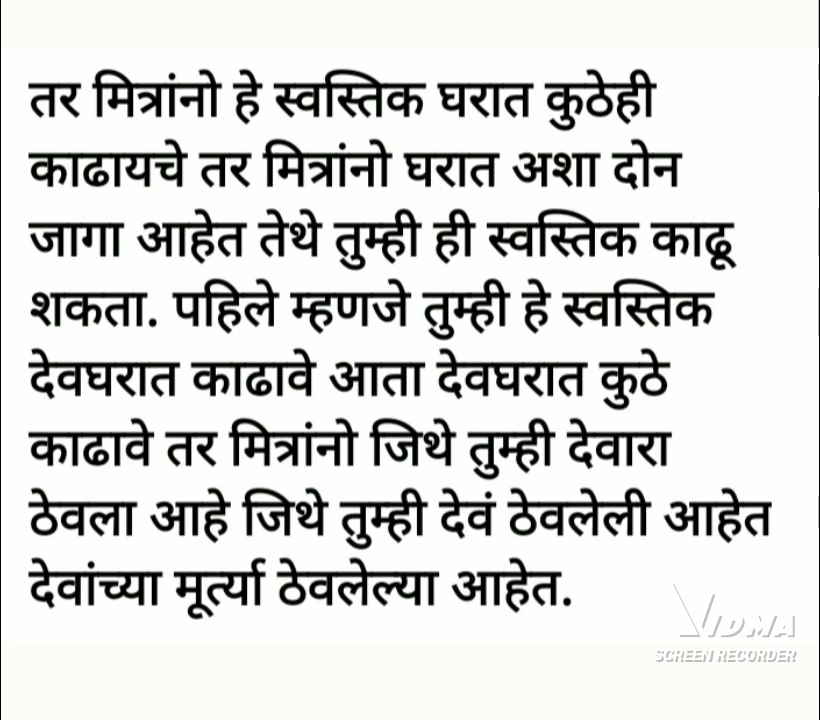 तर मित्रांनो हे स्वस्तिक घरात कुठेही
काढायचे तर मित्रांनो घरात अशा दोन
जागा आहेत तेथे तुम्ही ही स्वस्तिक काढू
शकता. पहिले म्हणजे तुम्ही हे स्वस्तिक
देवघरात काढावे आता देवघरात कुठे
काढावे तर मित्रांनो जिथे तुम्ही देवारा
ठेवला आहे जिथे तुम्ही देवं ठेवलेली आहेत
देवांच्या मूर्त्या ठेवलेल्या आहेत.
VIDMA
SCREEN RECORDER